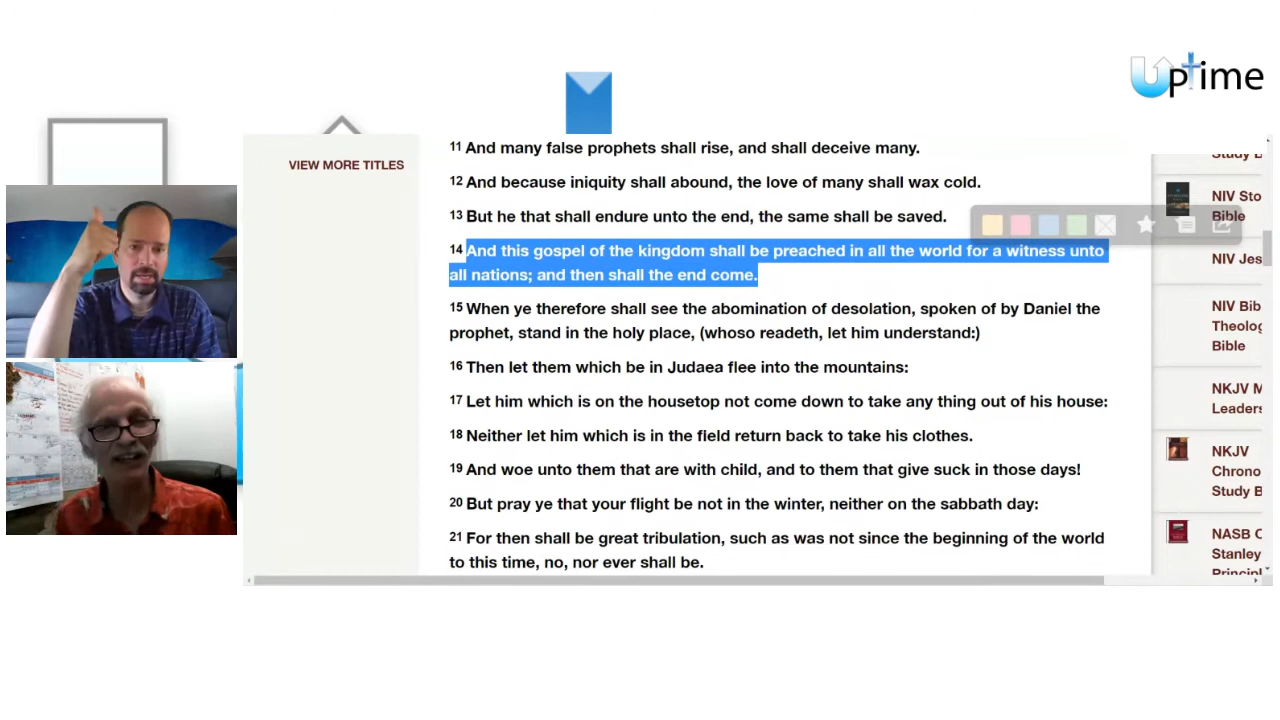 Uptime
VIEW MORE TITLES
11 And many false prophets shall rise, and shall deceive many.
12 And because iniquity shall abound, the love of many shall wax cold.
13 But he that shall endure unto the end, the same shall be saved.
14 And this gospel of the kingdom shall be preached in all the world for a witness unto
all nations; and then shall the end come.
15 When ye therefore shall see the abomination of desolation, spoken of by Daniel the
prophet, stand in the holy place, (whoso readeth, let him understand:)
16 Then let them which be in Judaea flee into the mountains:
17 Let him which is on the housetop not come down to take any thing out of his house:
18 Neither let him which is in the field return back to take his clothes.
19 And woe unto them that are with child, and to them that give suck in those days!
20 But pray ye that your flight be not in the winter, neither on the sabbath day:
21 For then shall be great tribulation, such as was not since the beginning of the world
to this time, no, nor ever shall be.
Study B
NIV Sto
Bible
NIV Jes
NIV Bib
Theolog
Bible
NKJV M
Leaders
NKJV
Chrono
Study B
NASB C
Stanley
Princip